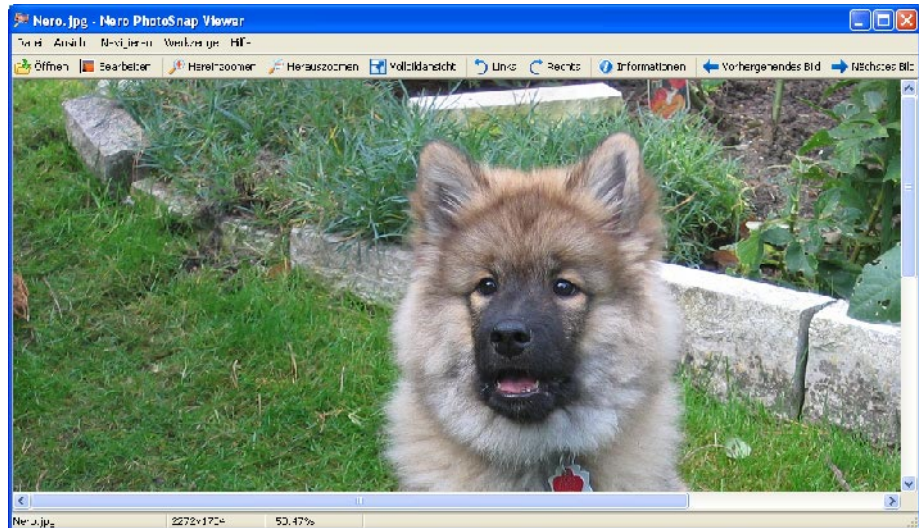 Nero.jpg - Nero PhotoSnap Viewer
Datei Ansicht Navigieren Werkzeuge Hilfe
Öffnen Bearbeiten Hereinzoomen Herauszoomen Vollbildansicht Links Rechts Informationen Vorhergehendes Bild Nächstes Bild
Nero.jpg 2272x1704 50.47%